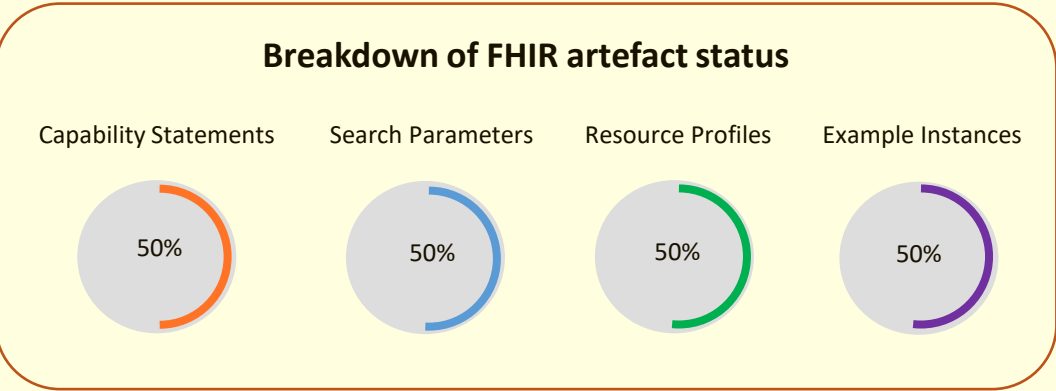 Breakdown of FHIR artefact status
Capability Statements
Search Parameters
Resource Profiles
Example Instances
50%
50%
50%
50%